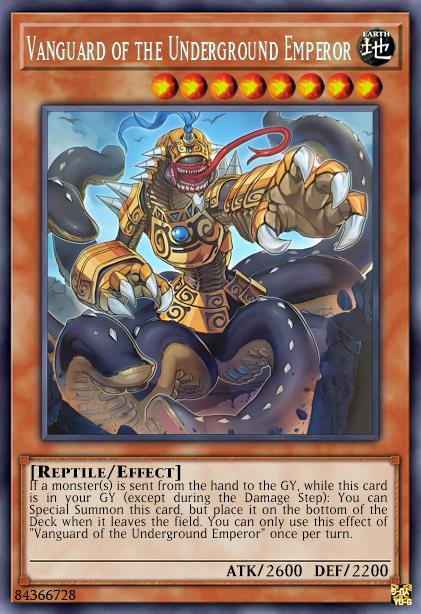 VANGUARD OF THE UNDERGROUND EMPEROR
EARTH
地
[REPTILE/EFFECT]
If a monster(s) is sent from the hand to the GY, while this card
is in your GY (except during the Damage Step): You can
Special Summon this card, but place it on the bottom of the
Deck when it leaves the field. You can only use this effect of
"Vanguard of the Underground Emperor" once per turn.
ATK/2600 DEF/2200
84366728